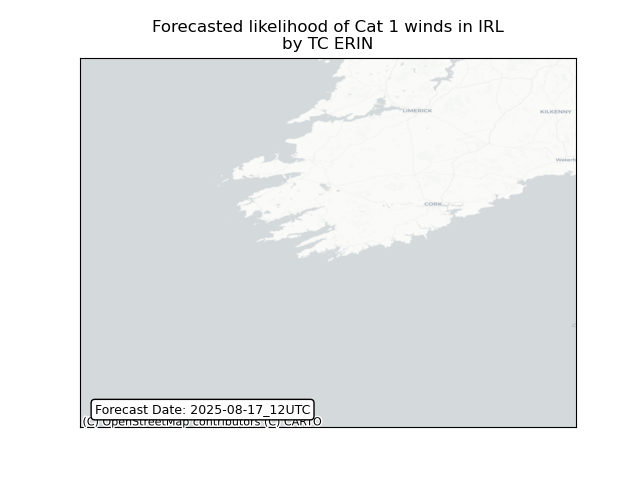 Forecasted likelihood of Cat 1 winds in IRL
by TC ERIN
LIMERICK
KILKENNY
CORK
Forecast Date: 2025-08-17_12UTC
(C) OpenStreetMap contributors (C) CARTO